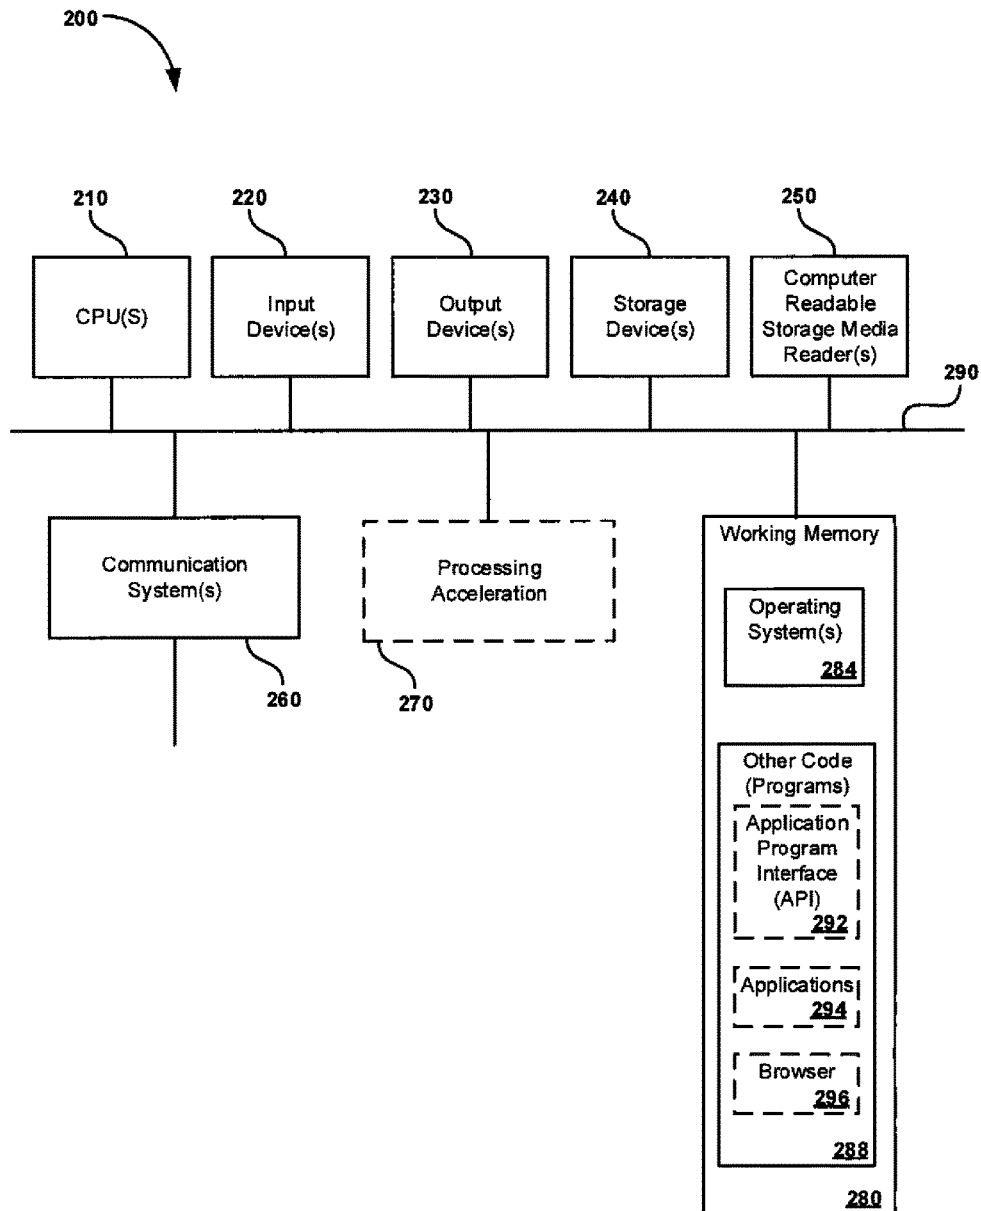 200
210
220
230
240
250
CPU(S)
Input
Device(s)
Output
Device(s)
Storage
Device(s)
Computer
Readable
Storage Media
Reader(s)
290
Communication
System(s)
260
Processing
Acceleration
270
Working Memory
Operating
System(s)
284
Other Code
(Programs)
Application
Program
Interface
(API)
292
Applications
294
Browser
296
288
280